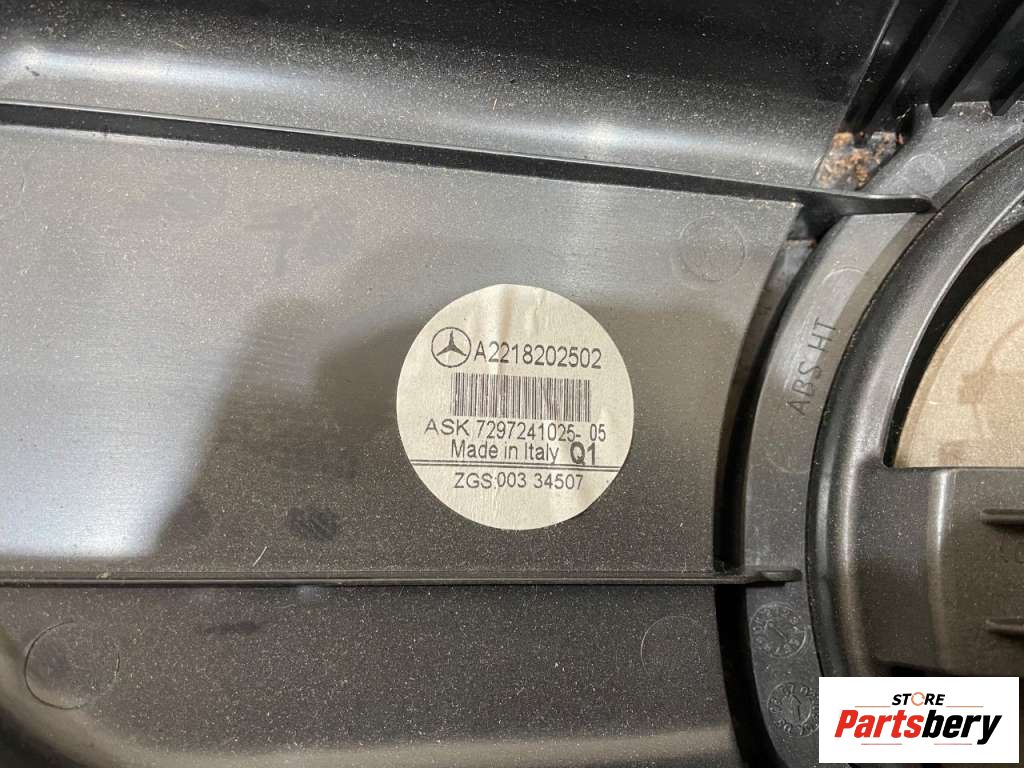 A2218202502
ASK 7297241025- 05
Made in Italy Q1
ZGS:003 34507
ABS HT
STORE
Partsbery